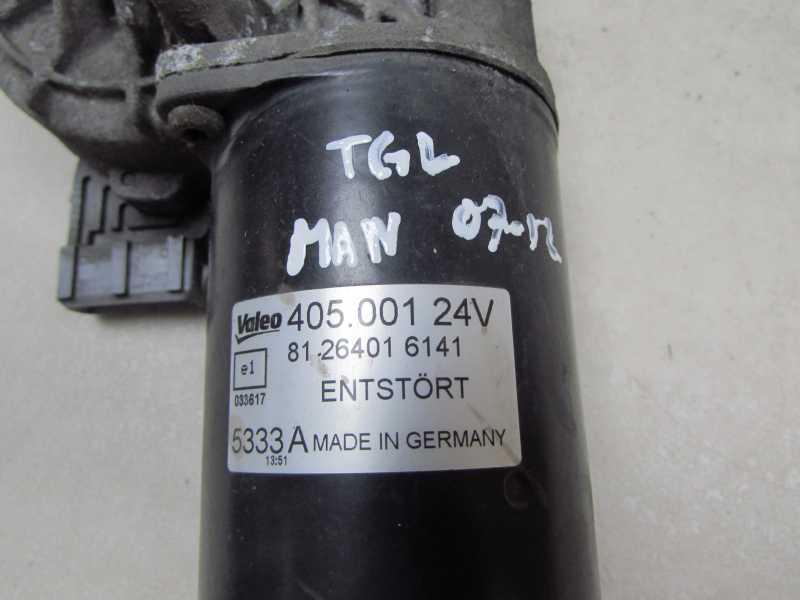 TGL
MAN 07-12
Valeo 405.001 24V
81-26401 6141
e1
033617
ENTSTÖRT
5333 A MADE IN GERMANY
13:51